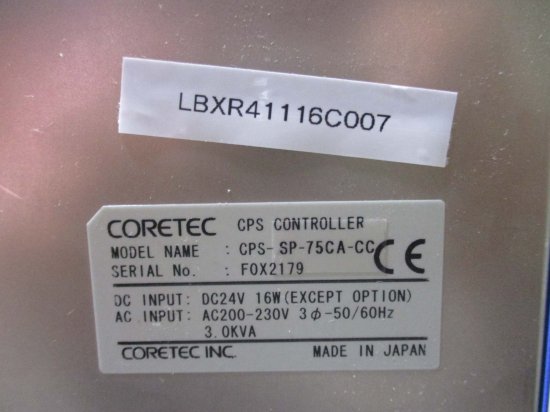 LBXR41116C007
CORETEC CPS CONTROLLER
MODEL NAME : CPS-SP-75CA-CC
SERIAL No. : FOX2179
CE
DC INPUT: DC24V 16W(EXCEPT OPTION)
AC INPUT: AC200-230V 3φ-50/60Hz
3.0KVA
CORETEC INC. MADE IN JAPAN